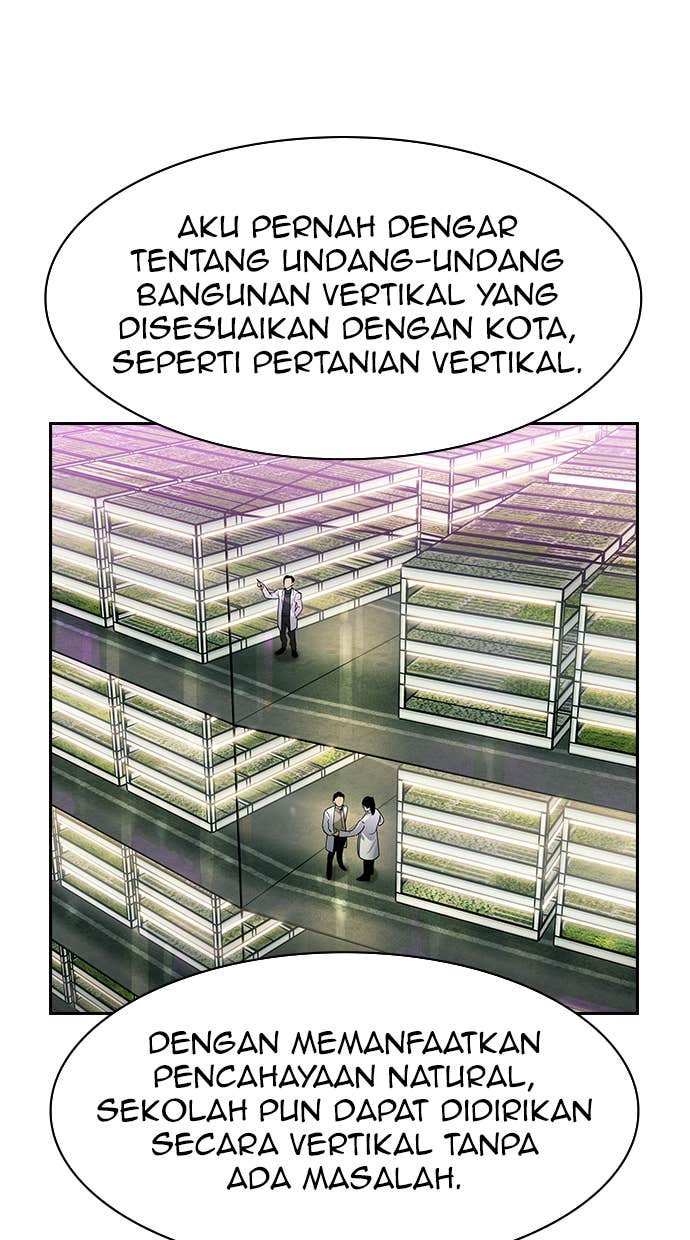 AKU PERNAH DENGAR
TENTANG UNDANG-UNDANG
BANGUNAN VERTIKAL YANG
DISESUAIKAN DENGAN KOTA,
SEPERTI PERTANIAN VERTIKAL.
DENGAN MEMANFAATKAN
PENCAHAYAAN NATURAL,
SEKOLAH PUN DAPAT DIDIRIKAN
SECARA VERTIKAL TANPA
ADA MASALAH.